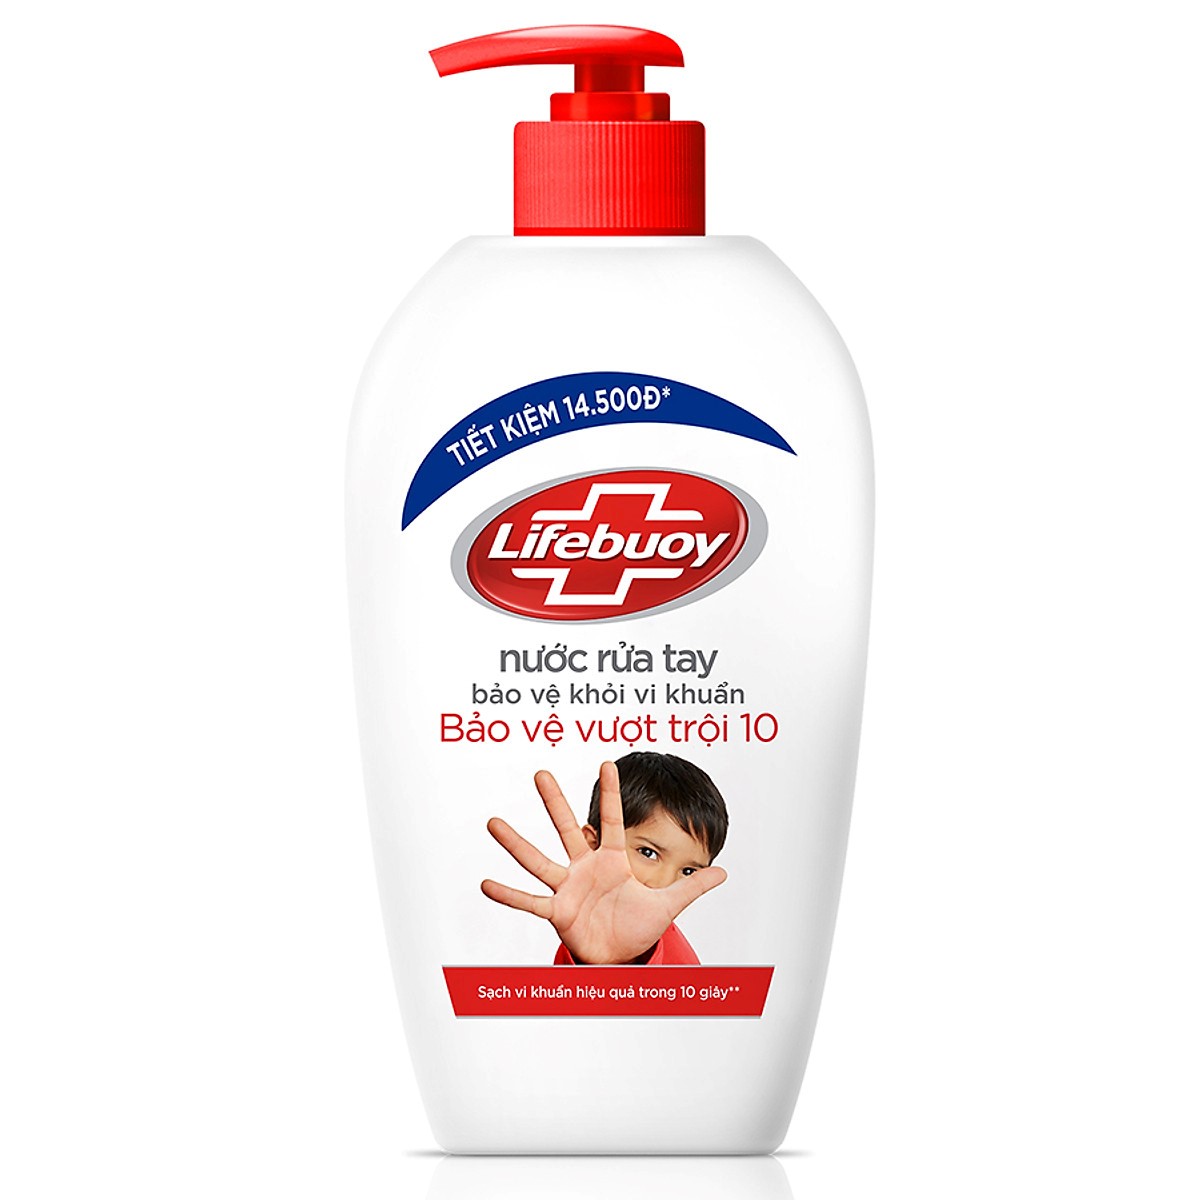 TIẾT KIỆM 14.500Đ*
Lifebuoy
nước rửa tay
bảo vệ khỏi vi khuẩn
Bảo vệ vượt trội 10
Sạch vi khuẩn hiệu quả trong 10 giây**